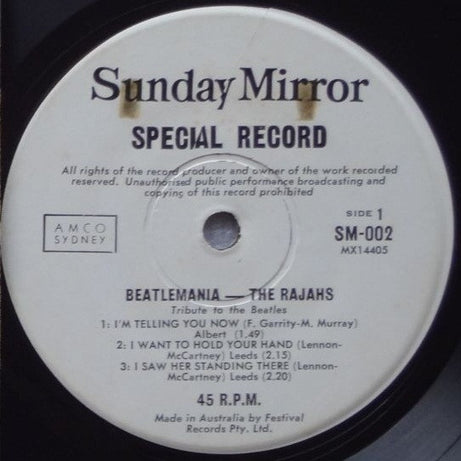 Sunday Mirror
SPECIAL RECORD
All rights of the record producer and owner of the work recorded
reserved. Unauthorised public performance broadcasting and
copying of this record prohibited
AMCO
SYDNEY
SIDE 1
SM-002
MX14405
BEATLEMANIA — THE RAJAHS
Tribute to the Beatles
1: I'M TELLING YOU NOW (F. Garrity-M. Murray)
Albert (1.49)
2: I WANT TO HOLD YOUR HAND (Lennon-
McCartney) Leeds (2.15)
3: I SAW HER STANDING THERE (Lennon-
McCartney) Leeds (2.20)
45 R.P.M.
Made in Australia by Festival
Records Pty. Ltd.